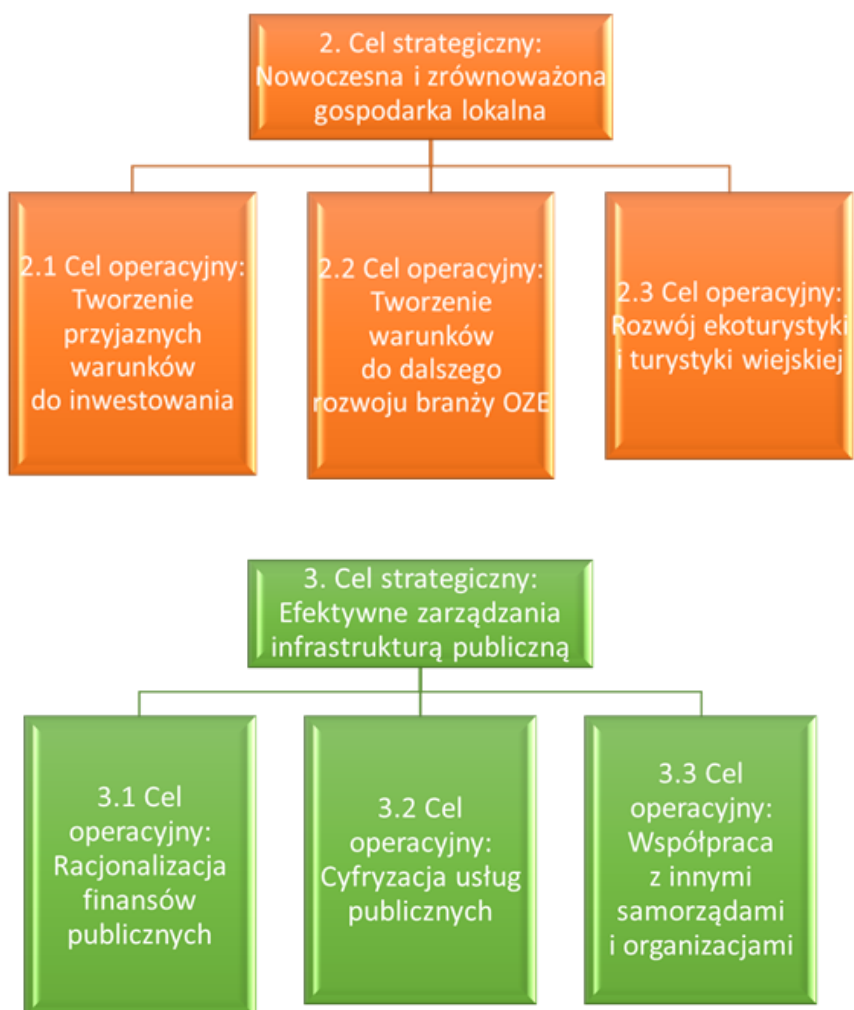 2. Cel strategiczny:
Nowoczesna i zrównoważona
gospodarka lokalna
2.1 Cel operacyjny:
Tworzenie
przyjaznych
warunków
do inwestowania
2.2 Cel operacyjny:
Tworzenie
warunków
do dalszego
rozwoju branży OZE
2.3 Cel operacyjny:
Rozwój ekoturystyki
i turystyki wiejskiej
3. Cel strategiczny:
Efektywne zarządzania
infrastrukturą publiczną
3.1 Cel
operacyjny:
Racjonalizacja
finansów
publicznych
3.2 Cel
operacyjny:
Cyfryzacja usług
publicznych
3.3 Cel
operacyjny:
Współpraca
z innymi
samorządami
i organizacjami